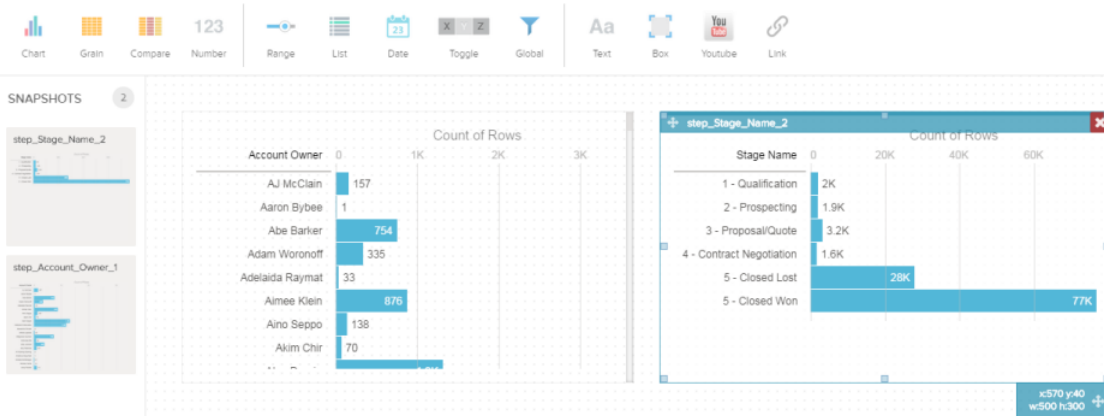 Chart Grain Compare 123 Number Range List 23 Date X Y Z Toggle Global Aa Text Box You Tube Youtube Link
SNAPSHOTS 2
step_Stage_Name_2
step_Account_Owner_1
Count of Rows
Account Owner 0 1K 2K 3K
AJ McClain 157
Aaron Bybee 1
Abe Barker 754
Adam Woronoff 335
Adelaida Raymat 33
Aimee Klein 876
Aino Seppo 138
Akim Chir 70
step_Stage_Name_2
Count of Rows
Stage Name 0 20K 40K 60K
1 - Qualification 2K
2 - Prospecting 1.9K
3 - Proposal/Quote 3.2K
4 - Contract Negotiation 1.6K
5 - Closed Lost 28K
5 - Closed Won 77K
x:570 y:40
w:500 h:300